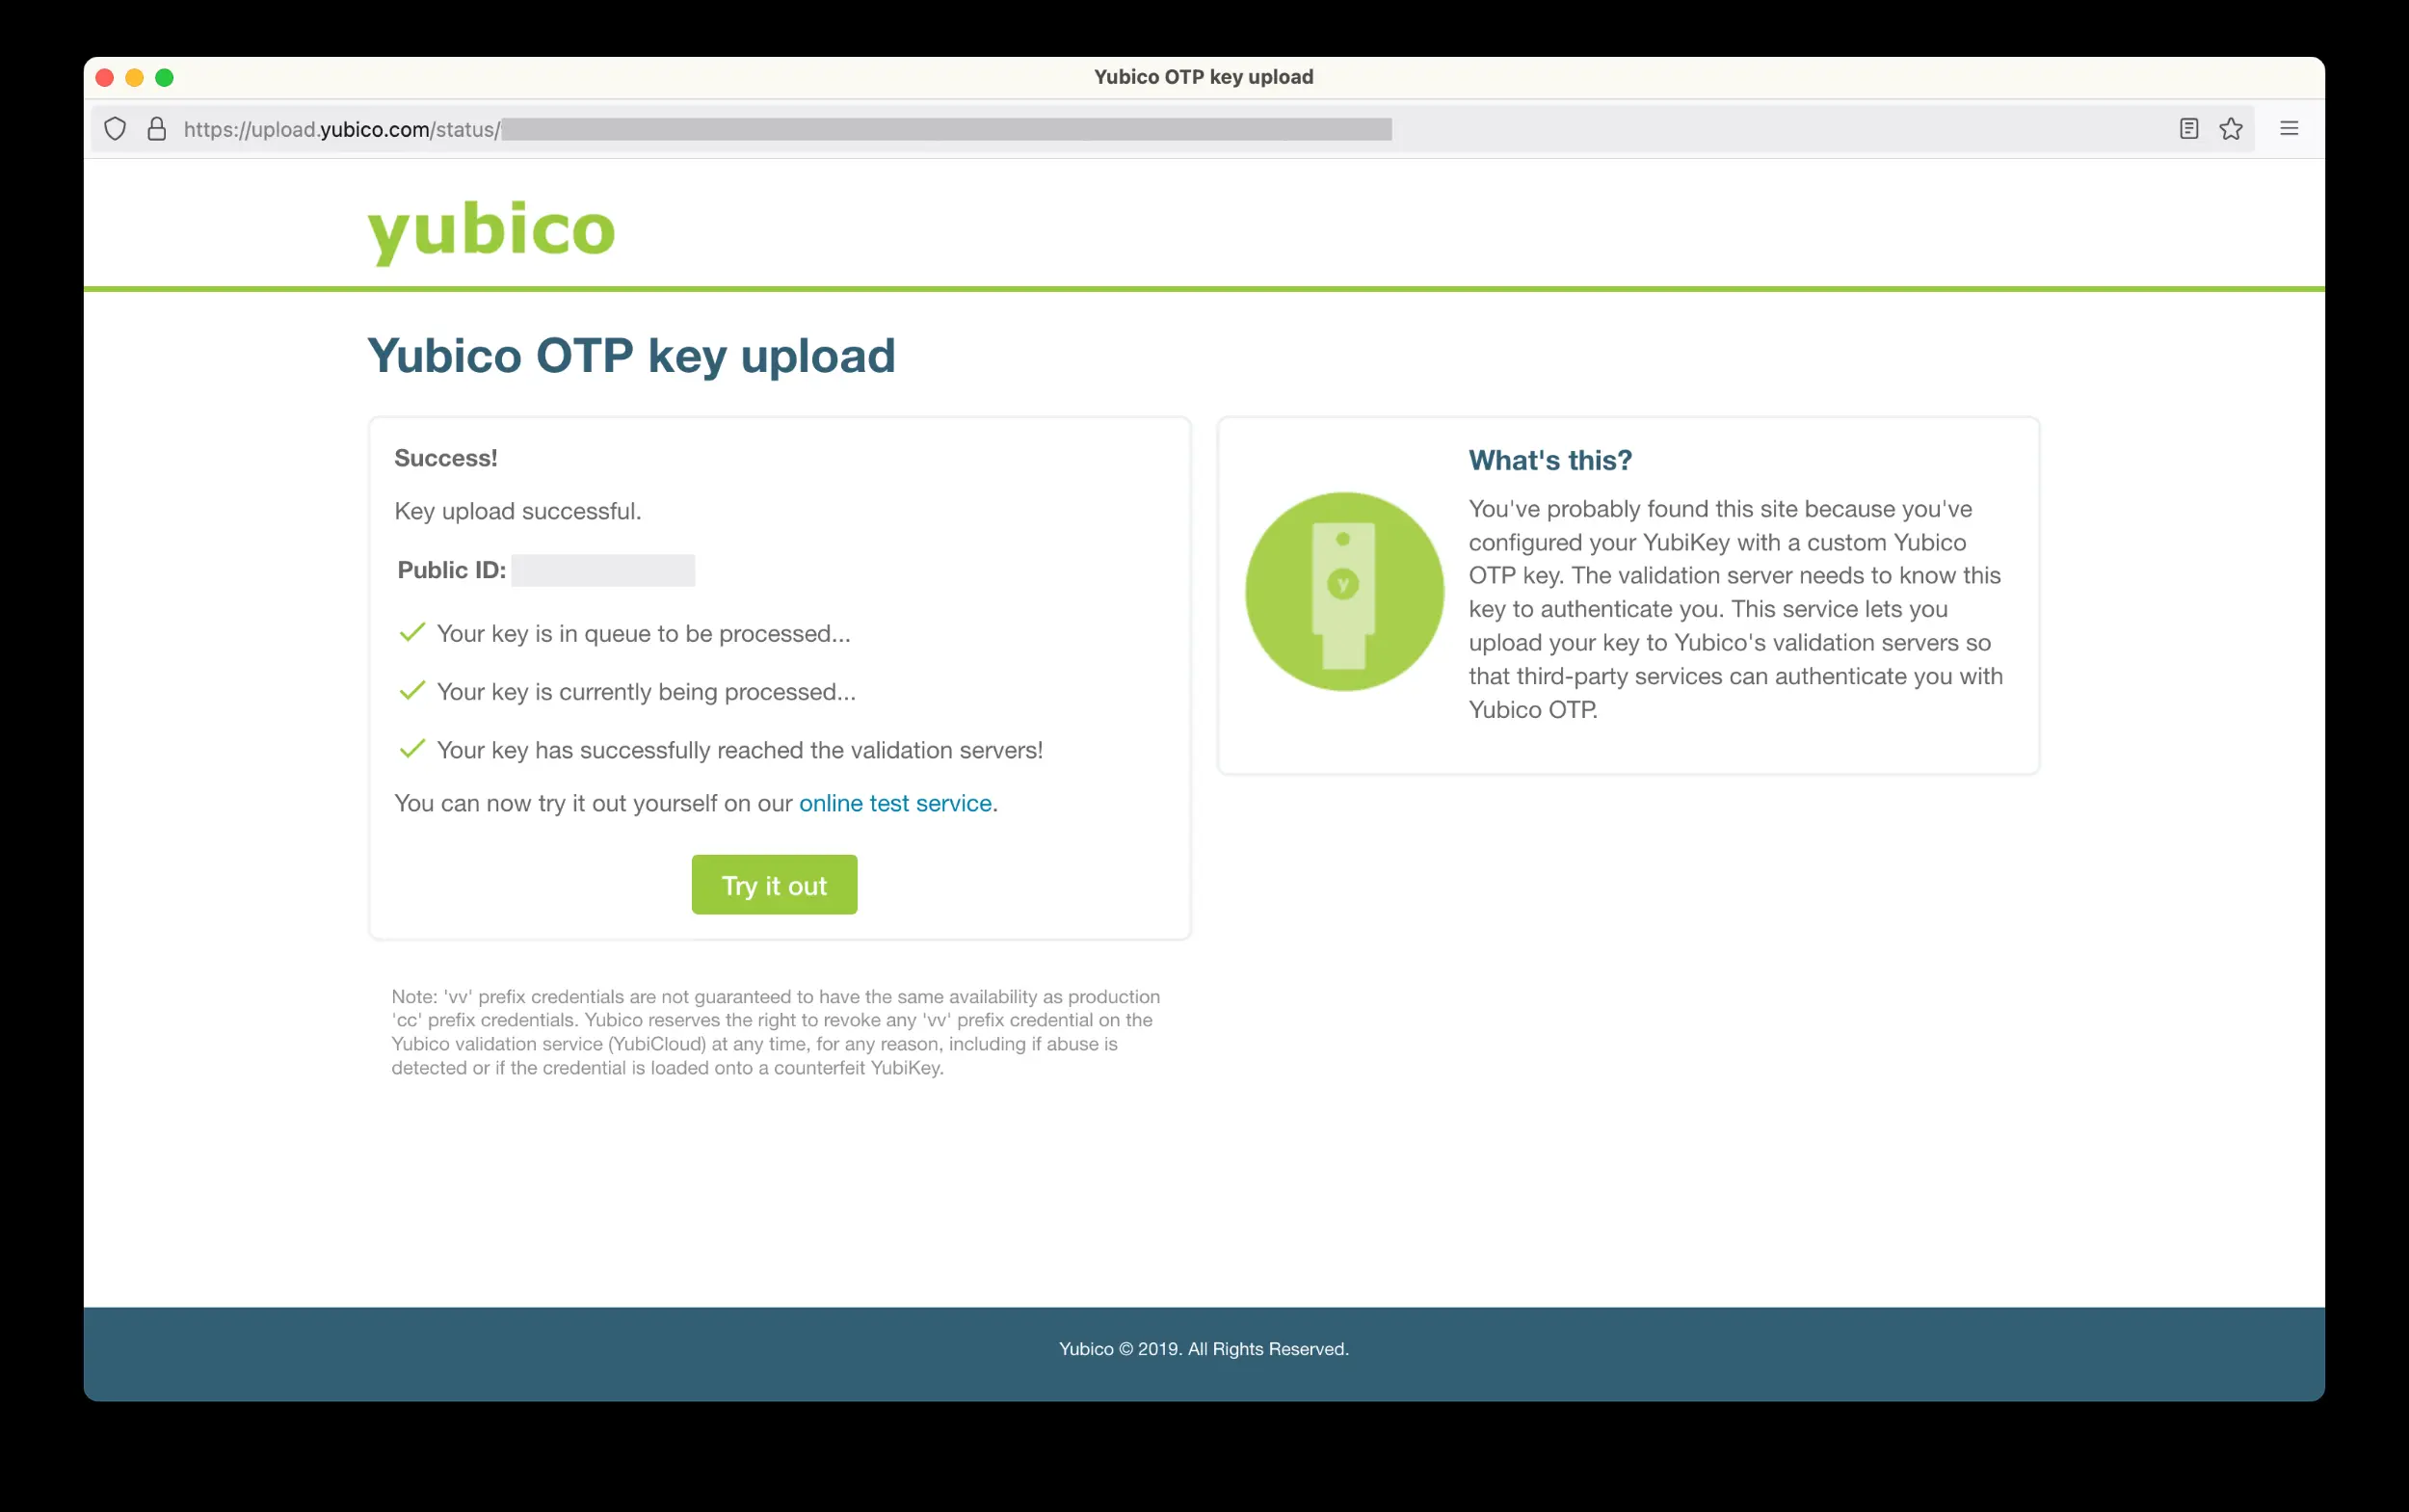 Yubico OTP key upload
https://upload.yubico.com/status/
yubico
Yubico OTP key upload
Success!
Key upload successful.
Public ID:
Your key is in queue to be processed...
Your key is currently being processed...
Your key has successfully reached the validation servers!
You can now try it out yourself on our online test service.
Try it out
What's this?
You've probably found this site because you've
configured your YubiKey with a custom Yubico
OTP key. The validation server needs to know this
key to authenticate you. This service lets you
upload your key to Yubico's validation servers so
that third-party services can authenticate you with
Yubico OTP.
y
Note: 'vv' prefix credentials are not guaranteed to have the same availability as production
'cc' prefix credentials. Yubico reserves the right to revoke any 'vv' prefix credential on the
Yubico validation service (YubiCloud) at any time, for any reason, including if abuse is
detected or if the credential is loaded onto a counterfeit YubiKey.
Yubico © 2019. All Rights Reserved.